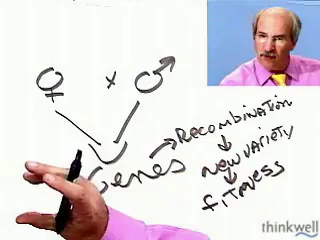 ♀ x ♂
Genes
Recombination
new variety
fitness
thinkwell